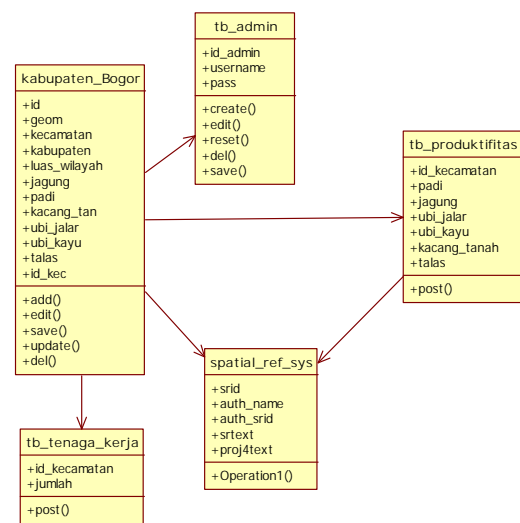 tb_admin
+id_admin
+username
+pass
+create()
+edit()
+reset()
+del()
+save()
kabupaten_Bogor
+id
+geom
+kecamatan
+kabupaten
+luas_wilayah
+jagung
+padi
+kacang_tan
+ubi_jalar
+ubi_kayu
+talas
+id_kec
+add()
+edit()
+save()
+update()
+del()
tb_produktifitas
+id_kecamatan
+padi
+jagung
+ubi_jalar
+ubi_kayu
+kacang_tanah
+talas
+post()
spatial_ref_sys
+srid
+auth_name
+auth_srid
+srtext
+proj4text
+Operation1()
tb_tenaga_kerja
+id_kecamatan
+jumlah
+post()